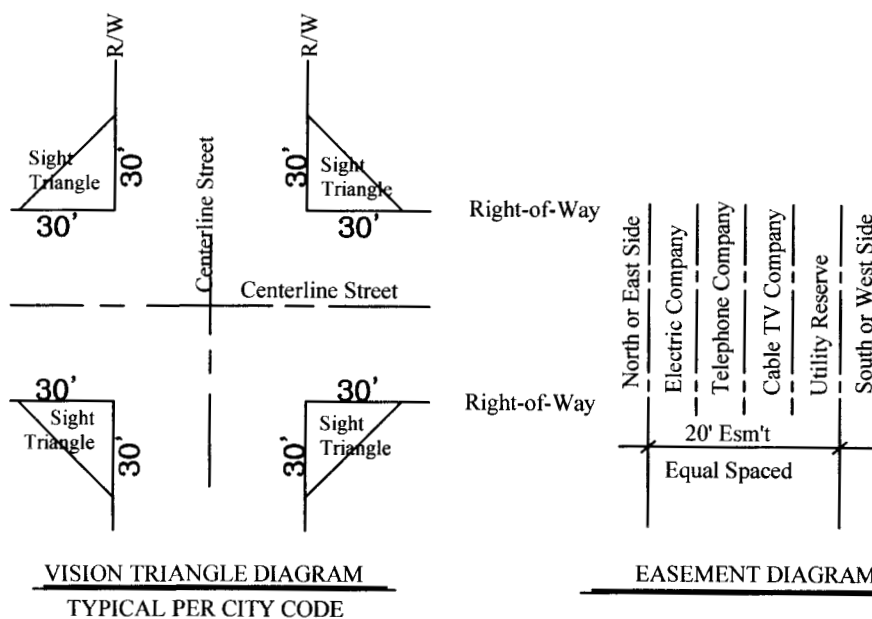 R/W
R/W
Sight
Triangle
30'
30'
30'
Sight
Triangle
30'
Centerline Street
Centerline Street
30'
Sight
Triangle
30'
30'
30'
Sight
Triangle
VISION TRIANGLE DIAGRAM
TYPICAL PER CITY CODE
Right-of-Way
Right-of-Way
North or East Side
Electric Company
Telephone Company
Cable TV Company
Utility Reserve
South or West Side
20' Esm't
Equal Spaced
EASEMENT DIAGRAM